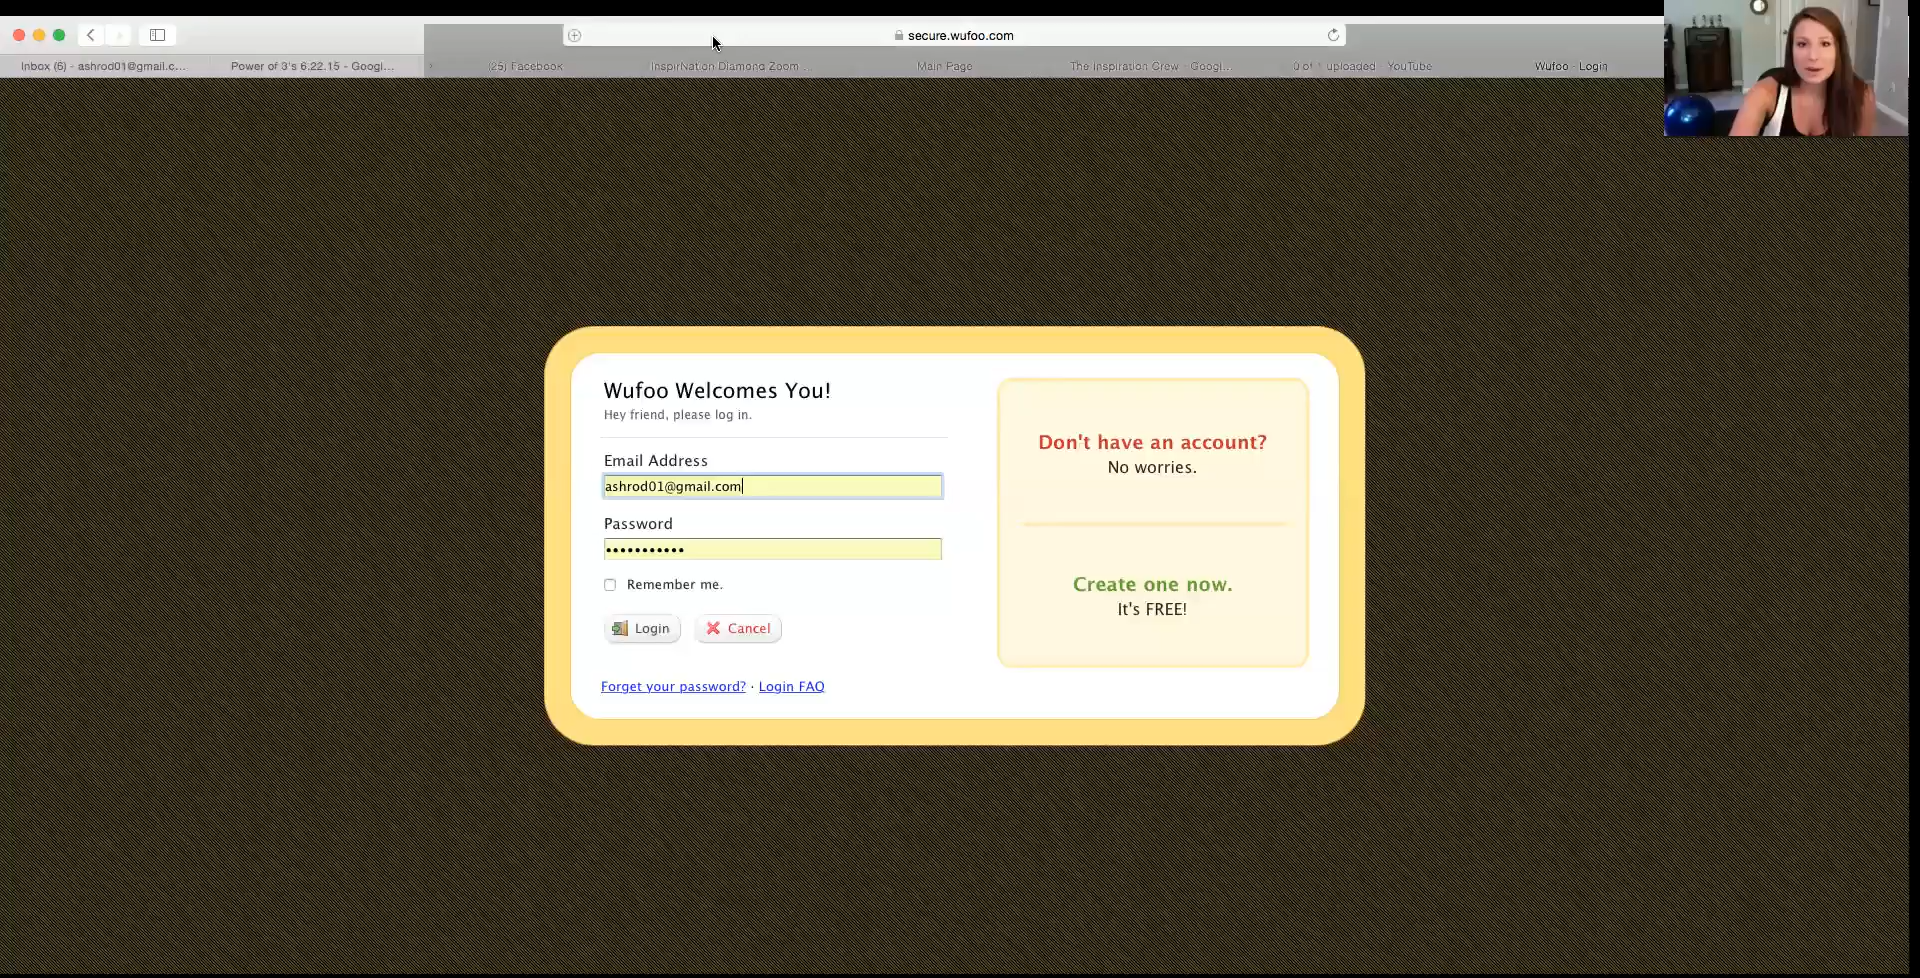 secure.wufoo.com
Inbox (6) - ashrod01@gmail.c...
Power of 3's 6.22.15 - Googl...
(25) Facebook
InspirNation Diamond Zoom ...
Main Page
The Inspiration Crew - Googl...
0 of 1 uploaded - YouTube
Wufoo - Login
Wufoo Welcomes You!
Hey friend, please log in.
Email Address
ashrod01@gmail.com
Password
•••••••••••
Remember me.
Login
Cancel
Forget your password? · Login FAQ
Don't have an account?
No worries.
Create one now.
It's FREE!